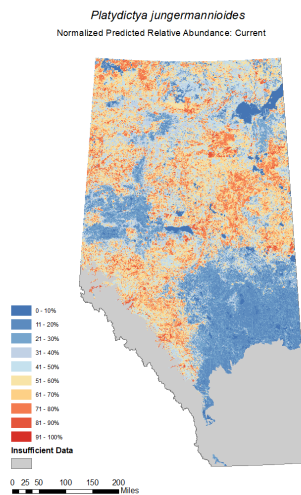 Platydictya jungermannioides
Normalized Predicted Relative Abundance: Current
0 - 10%
11 - 20%
21 - 30%
31 - 40%
41 - 50%
51 - 60%
61 - 70%
71 - 80%
81 - 90%
91 - 100%
Insufficient Data
0 25 50 100 150 200
Miles